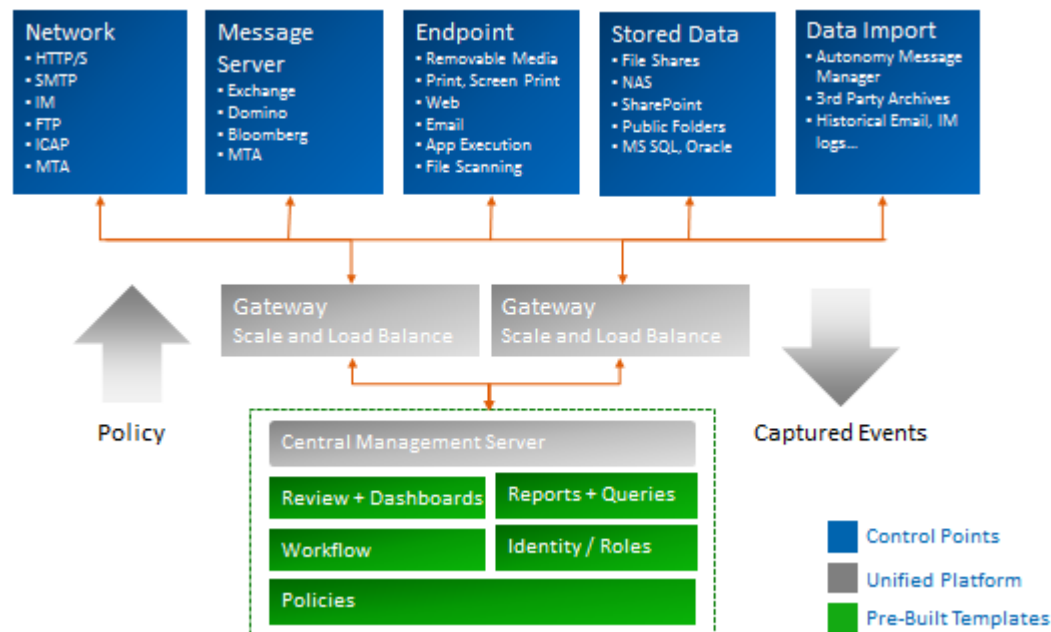 Network
▪ HTTP/S
▪ SMTP
▪ IM
▪ FTP
▪ ICAP
▪ MTA
Message
Server
▪ Exchange
▪ Domino
▪ Bloomberg
▪ MTA
Endpoint
▪ Removable Media
▪ Print, Screen Print
▪ Web
▪ Email
▪ App Execution
▪ File Scanning
Stored Data
▪ File Shares
▪ NAS
▪ SharePoint
▪ Public Folders
▪ MS SQL, Oracle
Data Import
▪ Autonomy Message
Manager
▪ 3rd Party Archives
▪ Historical Email, IM
logs...
Gateway
Scale and Load Balance
Gateway
Scale and Load Balance
Policy
Captured Events
Central Management Server
Review + Dashboards
Reports + Queries
Workflow
Identity / Roles
Policies
Control Points
Unified Platform
Pre-Built Templates